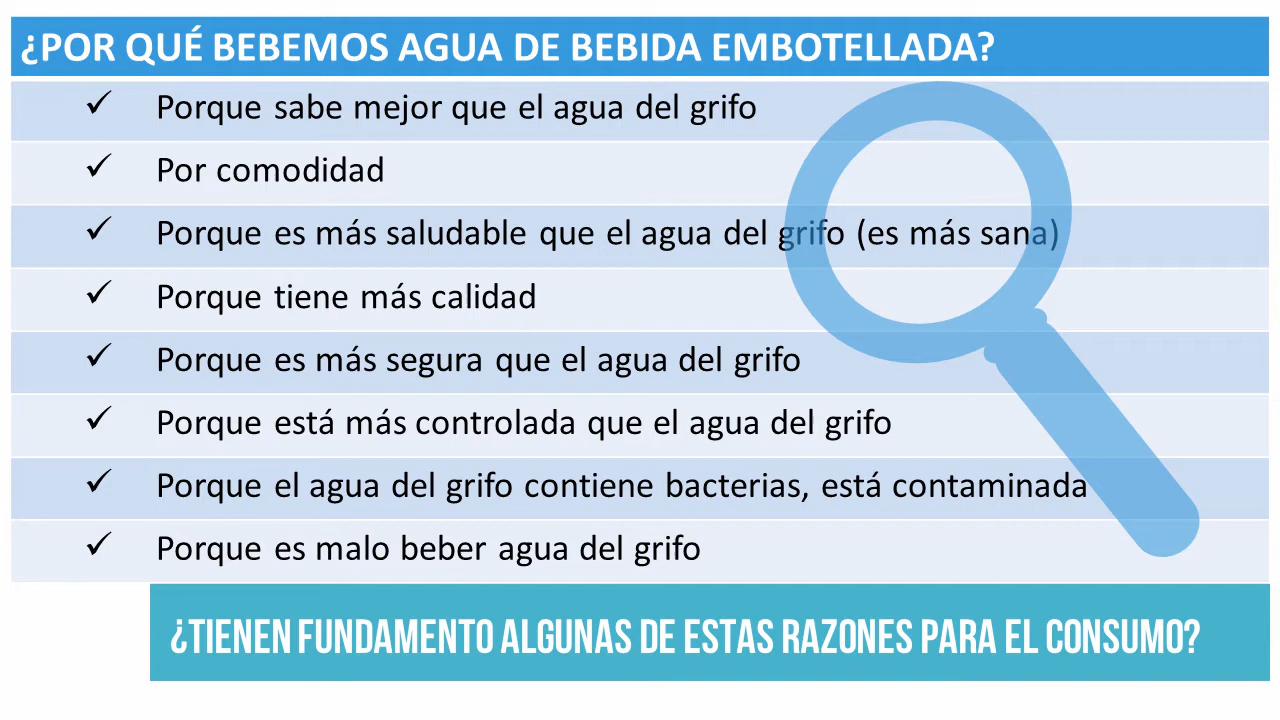 ¿POR QUÉ BEBEMOS AGUA DE BEBIDA EMBOTELLADA?
✓ Porque sabe mejor que el agua del grifo
✓ Por comodidad
✓ Porque es más saludable que el agua del grifo (es más sana)
✓ Porque tiene más calidad
✓ Porque es más segura que el agua del grifo
✓ Porque está más controlada que el agua del grifo
✓ Porque el agua del grifo contiene bacterias, está contaminada
✓ Porque es malo beber agua del grifo
¿TIENEN FUNDAMENTO ALGUNAS DE ESTAS RAZONES PARA EL CONSUMO?